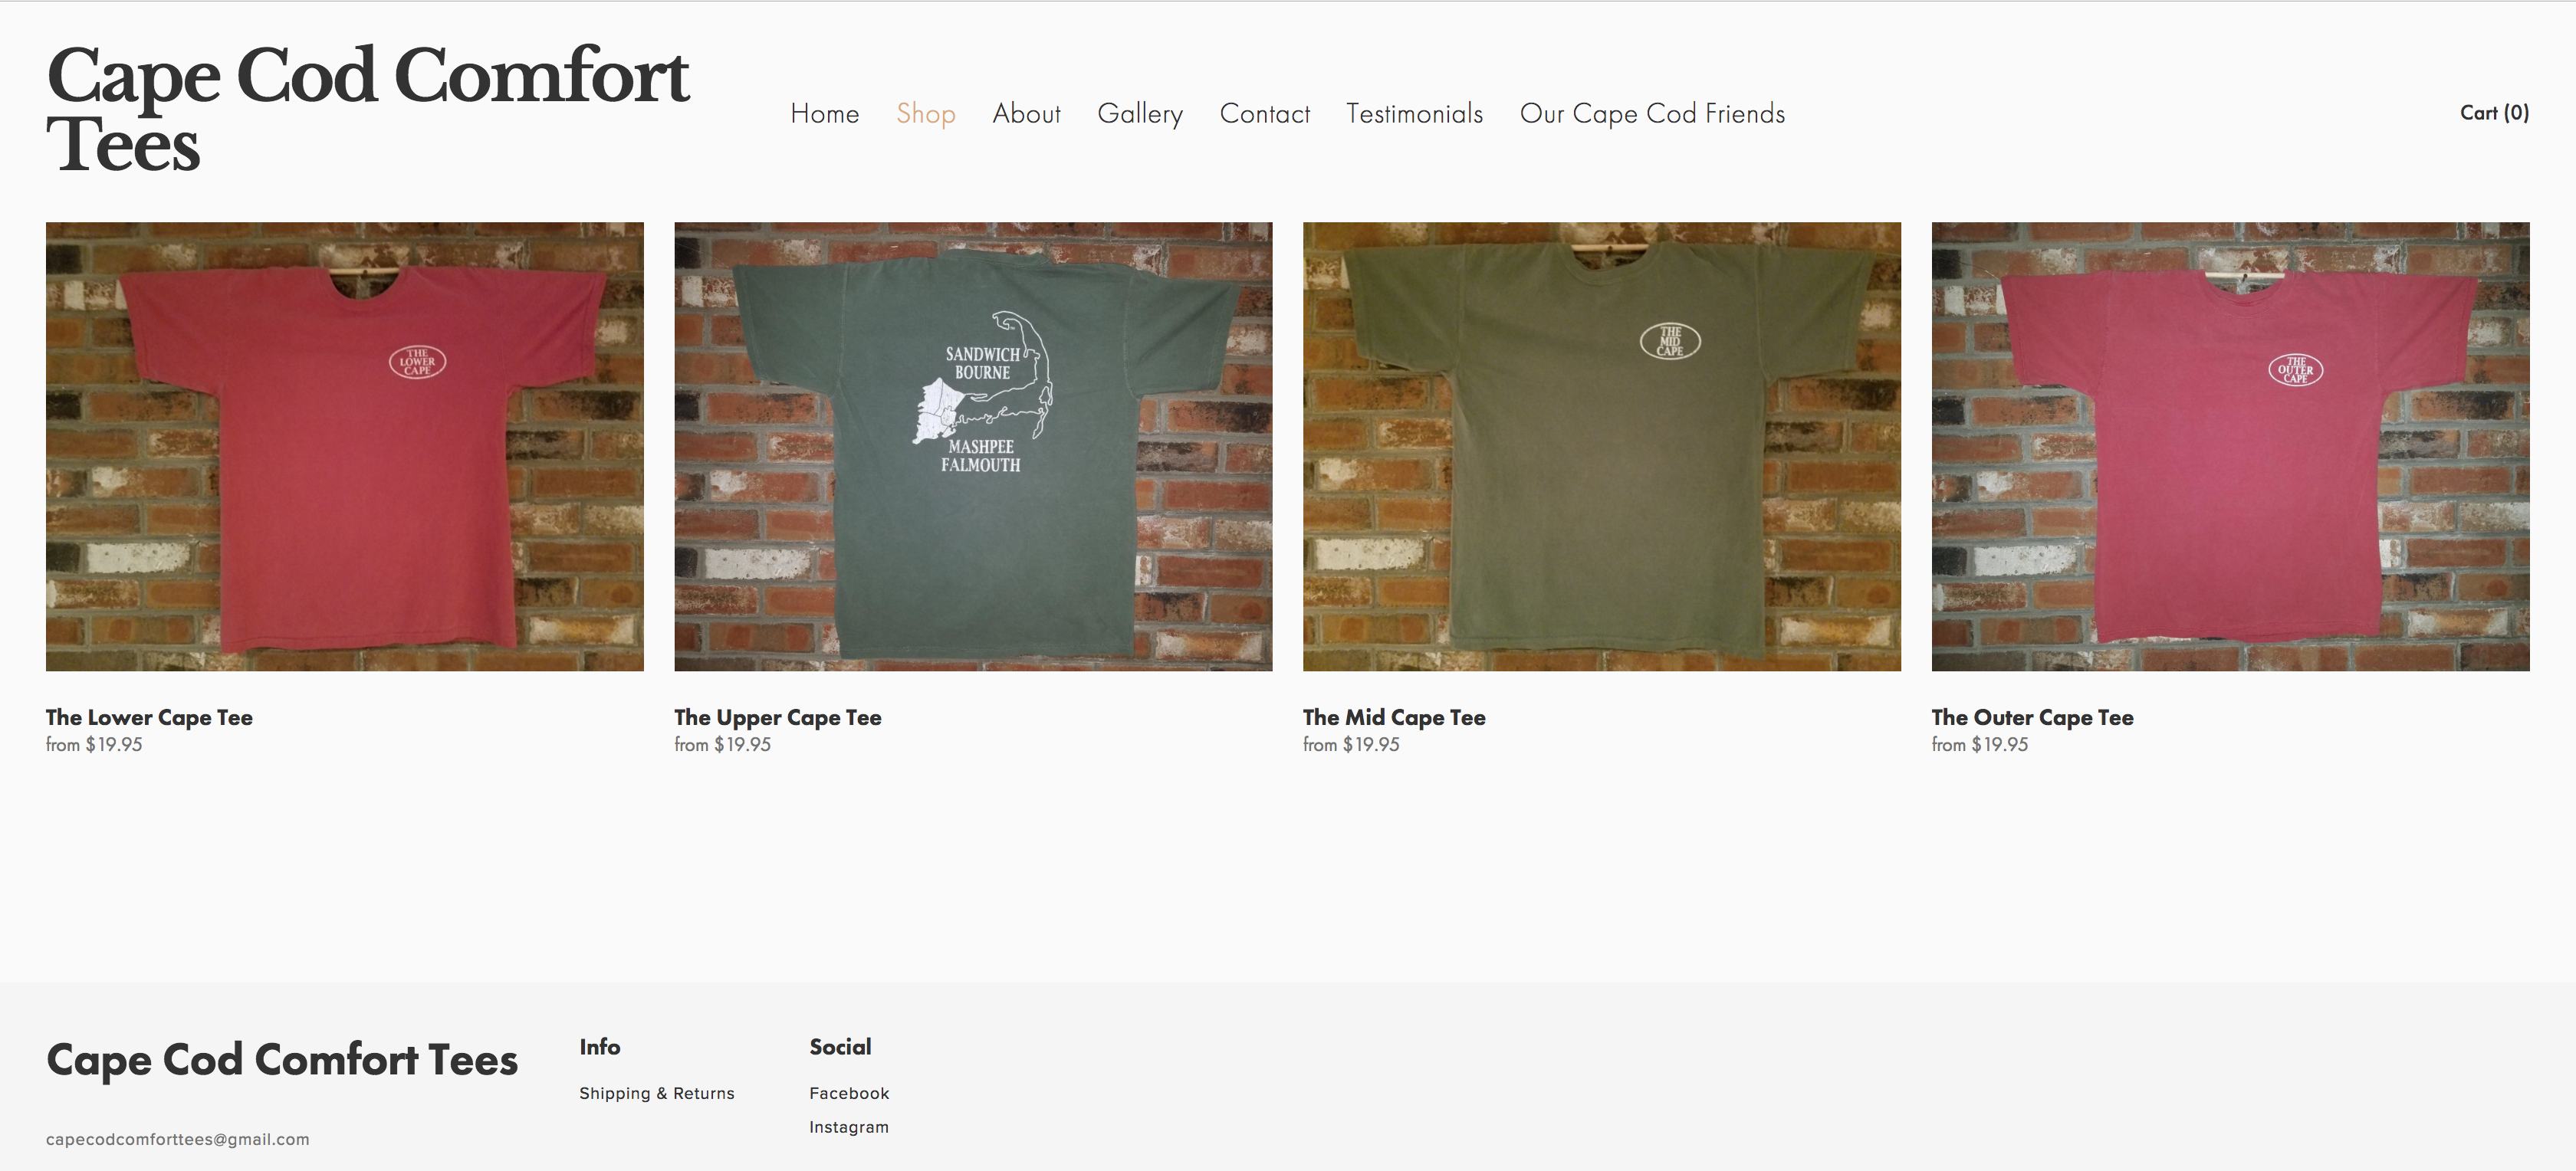 Cape Cod Comfort
Tees
Home Shop About Gallery Contact Testimonials Our Cape Cod Friends
Cart (0)
THE
LOWER
CAPE
SANDWICH
BOURNE
MASHPEE
FALMOUTH
THE
MID
CAPE
THE
OUTER
CAPE
The Lower Cape Tee
from $19.95
The Upper Cape Tee
from $19.95
The Mid Cape Tee
from $19.95
The Outer Cape Tee
from $19.95
Cape Cod Comfort Tees
capecodcomforttees@gmail.com
Info
Shipping & Returns
Social
Facebook
Instagram